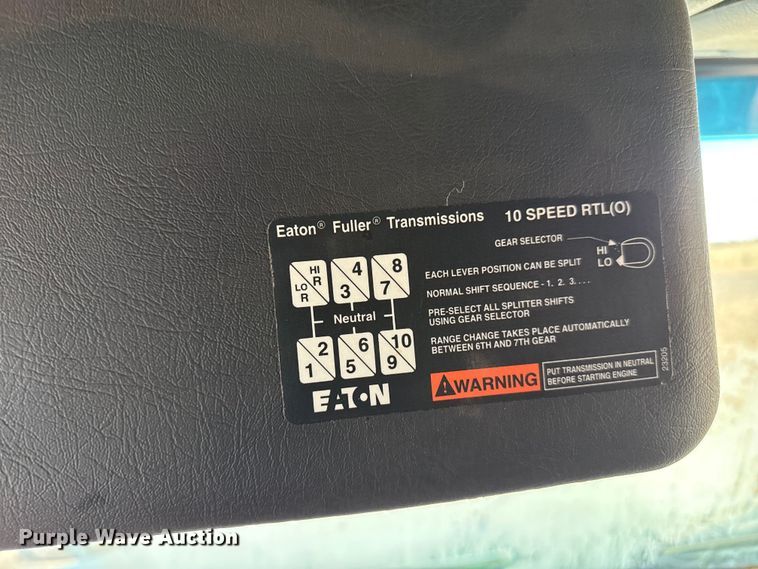 Eaton® Fuller® Transmissions 10 SPEED RTL(O)
GEAR SELECTOR
HI
LO
EACH LEVER POSITION CAN BE SPLIT
NORMAL SHIFT SEQUENCE - 1. 2. 3. . . .
PRE-SELECT ALL SPLITTER SHIFTS
USING GEAR SELECTOR
RANGE CHANGE TAKES PLACE AUTOMATICALLY
BETWEEN 6TH AND 7TH GEAR
LO R HI R 3 4 7 8
Neutral
1 2 5 6 9 10
EATON
WARNING
PUT TRANSMISSION IN NEUTRAL
BEFORE STARTING ENGINE
23205
Purple Wave Auction